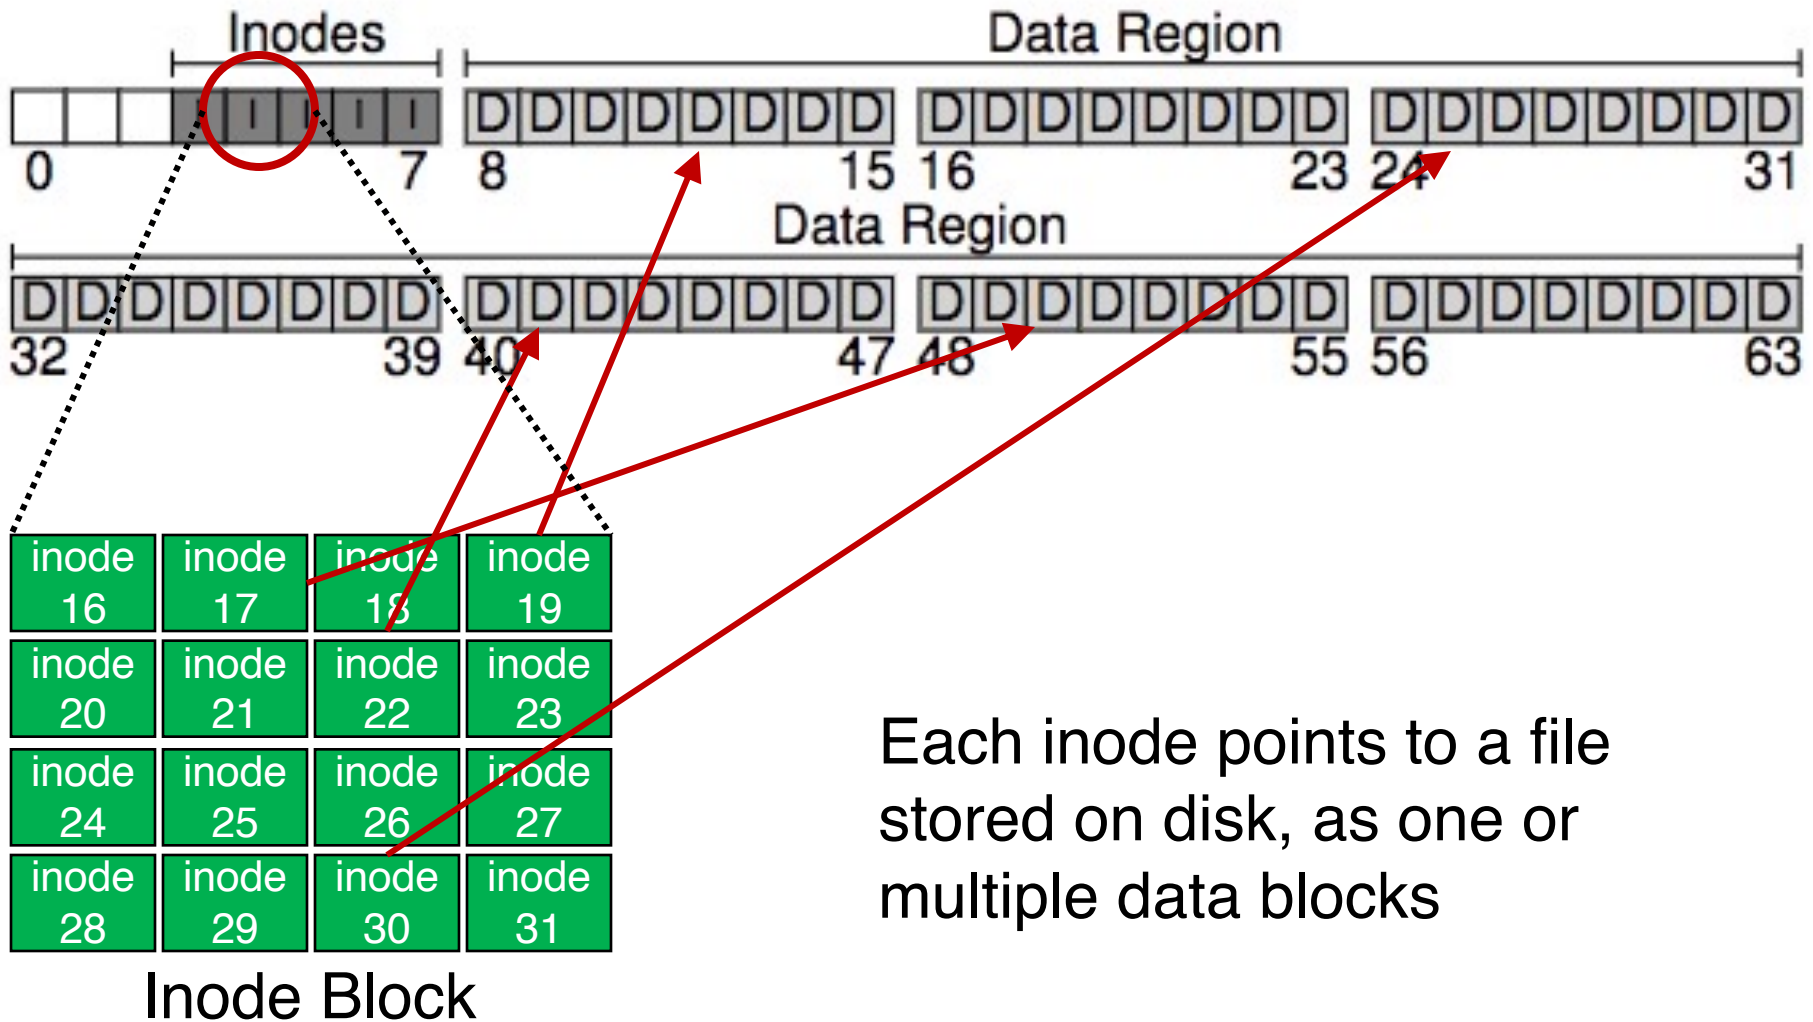 Inodes Data Region
I I I I I D D D D D D D D D D D D D D D D D D D D D D D D
0 7 8 15 16 23 24 31
Data Region
D D D D D D D D D D D D D D D D D D D D D D D D D D D D D D D D
32 39 40 47 48 55 56 63
inode inode inode inode
16 17 18 19
inode inode inode inode
20 21 22 23
inode inode inode inode
24 25 26 27
inode inode inode inode
28 29 30 31
Inode Block
Each inode points to a file
stored on disk, as one or
multiple data blocks